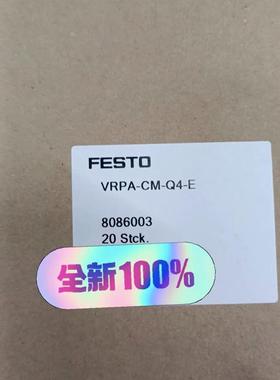 FESTO
VRPA-CM-Q4-E
8086003
20 Stck.
全新100%